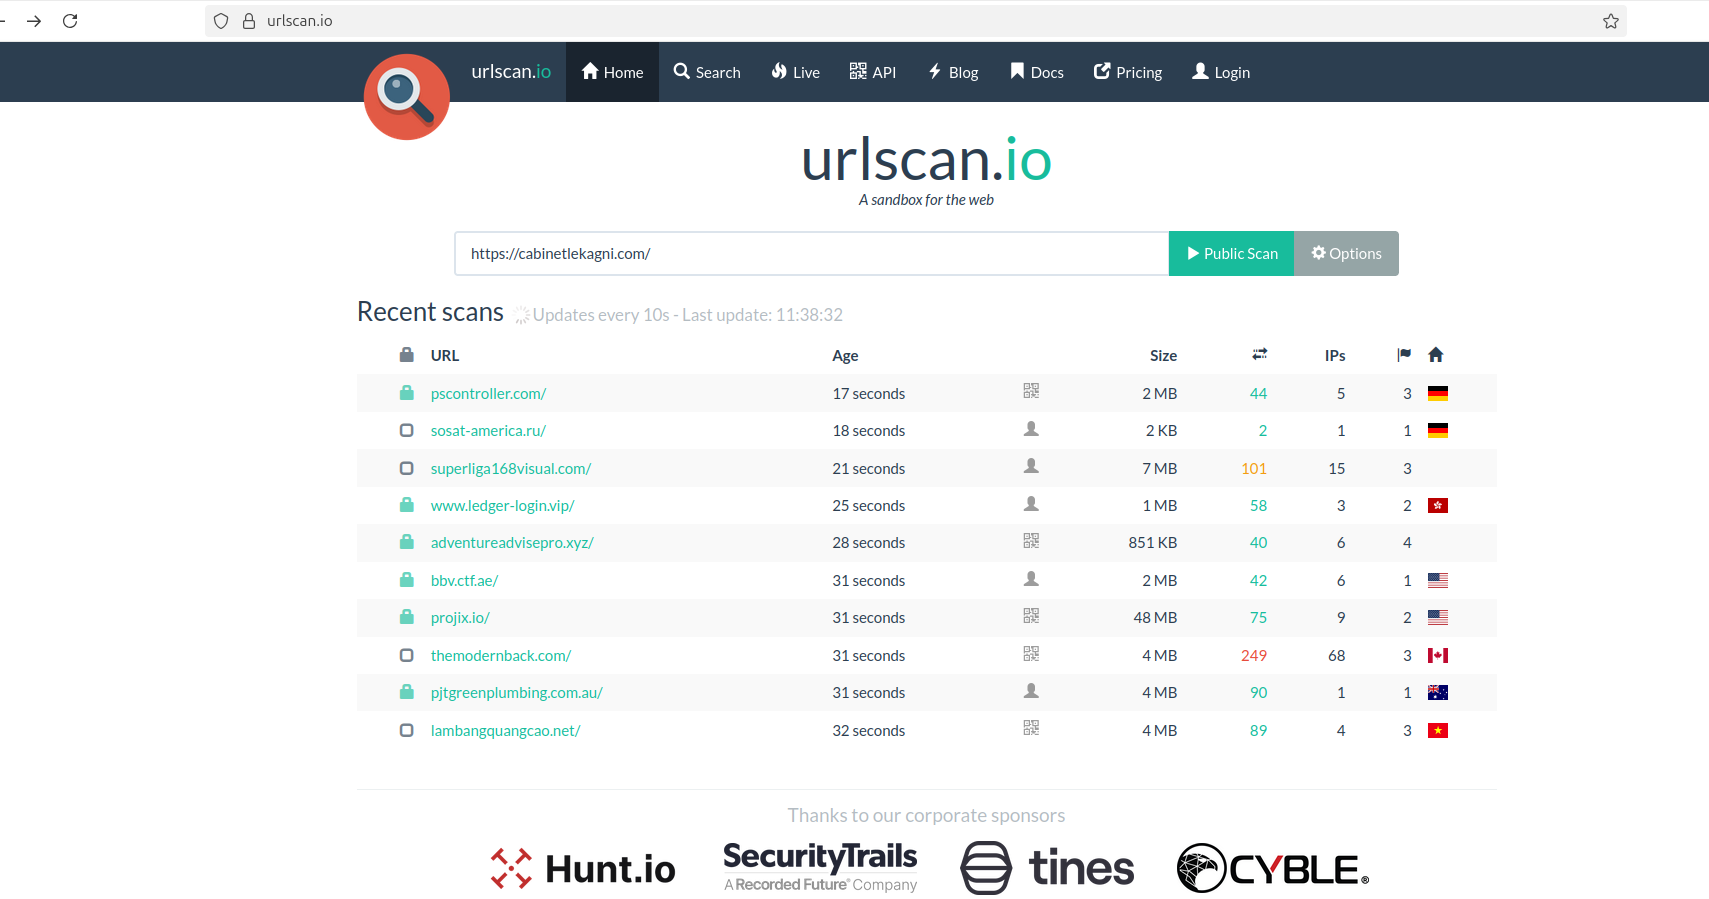 urlscan.io
urlscan.io Home Search Live API Blog Docs Pricing Login
urlscan.io
A sandbox for the web
https://cabinetlekagni.com/ Public Scan Options
Recent scans Updates every 10s - Last update: 11:38:32
URL Age Size IPs
pscontroller.com/ 17 seconds 2 MB 44 5 3
sosat-america.ru/ 18 seconds 2 KB 2 1 1
superliga168visual.com/ 21 seconds 7 MB 101 15 3
www.ledger-login.vip/ 25 seconds 1 MB 58 3 2
adventureadvisepro.xyz/ 28 seconds 851 KB 40 6 4
bbv.ctf.ae/ 31 seconds 2 MB 42 6 1
projix.io/ 31 seconds 48 MB 75 9 2
themodernback.com/ 31 seconds 4 MB 249 68 3
pjtgreenplumbing.com.au/ 31 seconds 4 MB 90 1 1
lambangquangcao.net/ 32 seconds 4 MB 89 4 3
Thanks to our corporate sponsors
Hunt.io SecurityTrails tines CYBLE®
A Recorded Future® Company